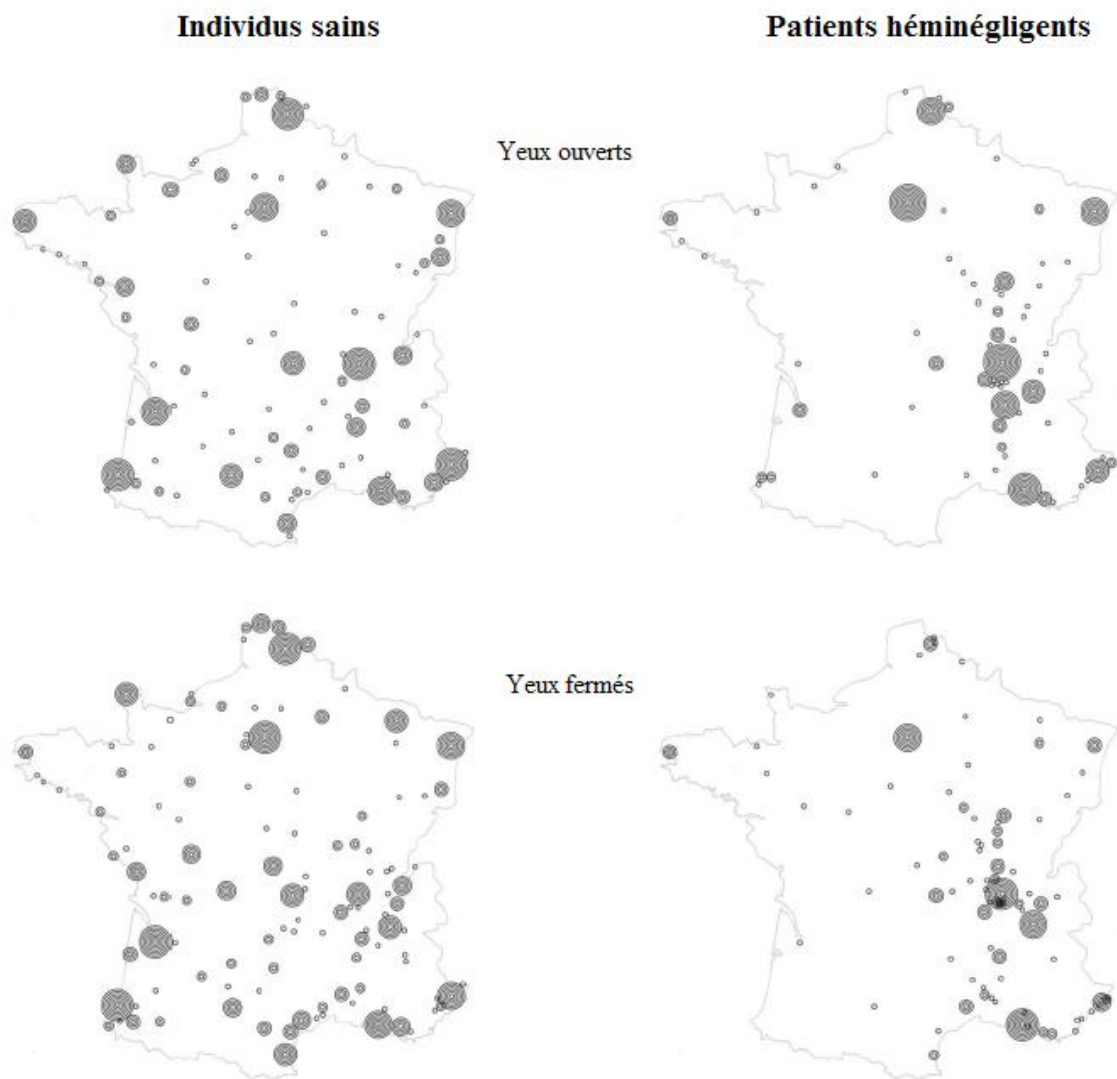 Individus sains
Patients héminégligents
Yeux ouverts
Yeux fermés